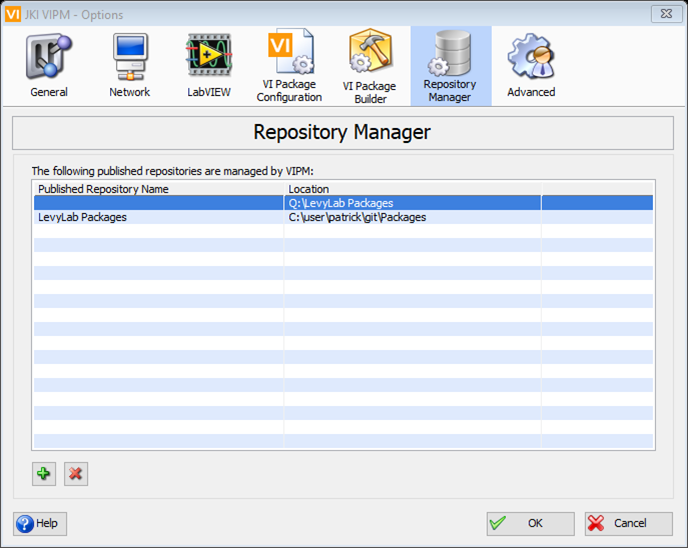 VI JKI VIPM - Options
General
Network
LabVIEW
VI
VI Package
Configuration
VI Package
Builder
Repository
Manager
Advanced
Repository Manager
The following published repositories are managed by VIPM:
Published Repository Name Location
Q:\LevyLab Packages
LevyLab Packages C:\user\patrick\git\Packages
? Help
OK
Cancel